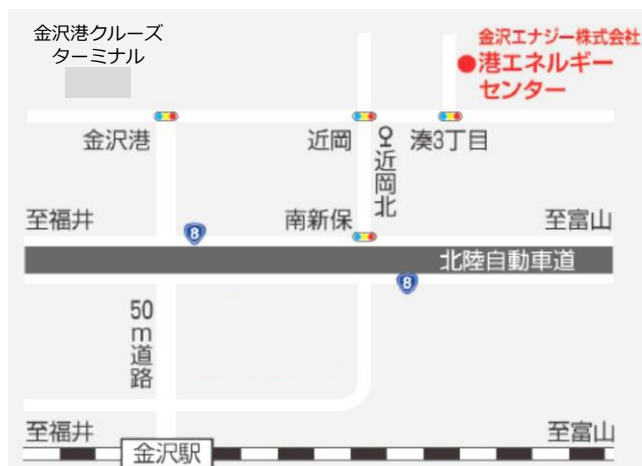 金沢港クルーズ
ターミナル
金沢エナジー株式会社
港エネルギー
センター
金沢港
近岡
近岡北
湊3丁目
至福井
8
南新保
至富山
北陸自動車道
8
50m道路
至福井
金沢駅
至富山